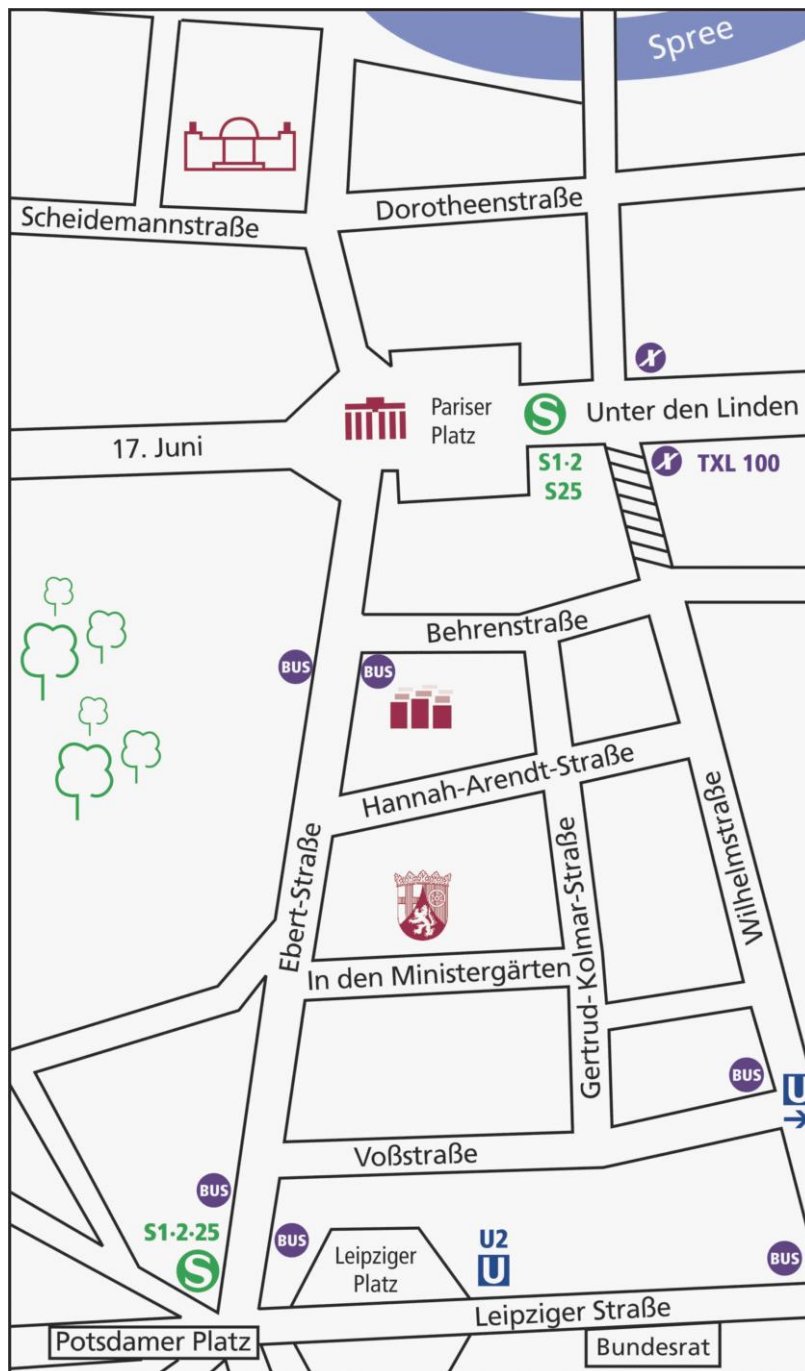 Spree
Dorotheenstraße
Scheidemannstraße
X
Pariser
Platz
S
Unter den Linden
17. Juni
S1·2
S25
X
TXL 100
Behrenstraße
BUS
BUS
Hannah-Arendt-Straße
Ebert-Straße
Gertrud-Kolmar-Straße
Wilhelmstraße
In den Ministergärten
BUS
U
→
Voßstraße
BUS
S1·2·25
S
BUS
Leipziger
Platz
U2
U
BUS
Leipziger Straße
Potsdamer Platz
Bundesrat